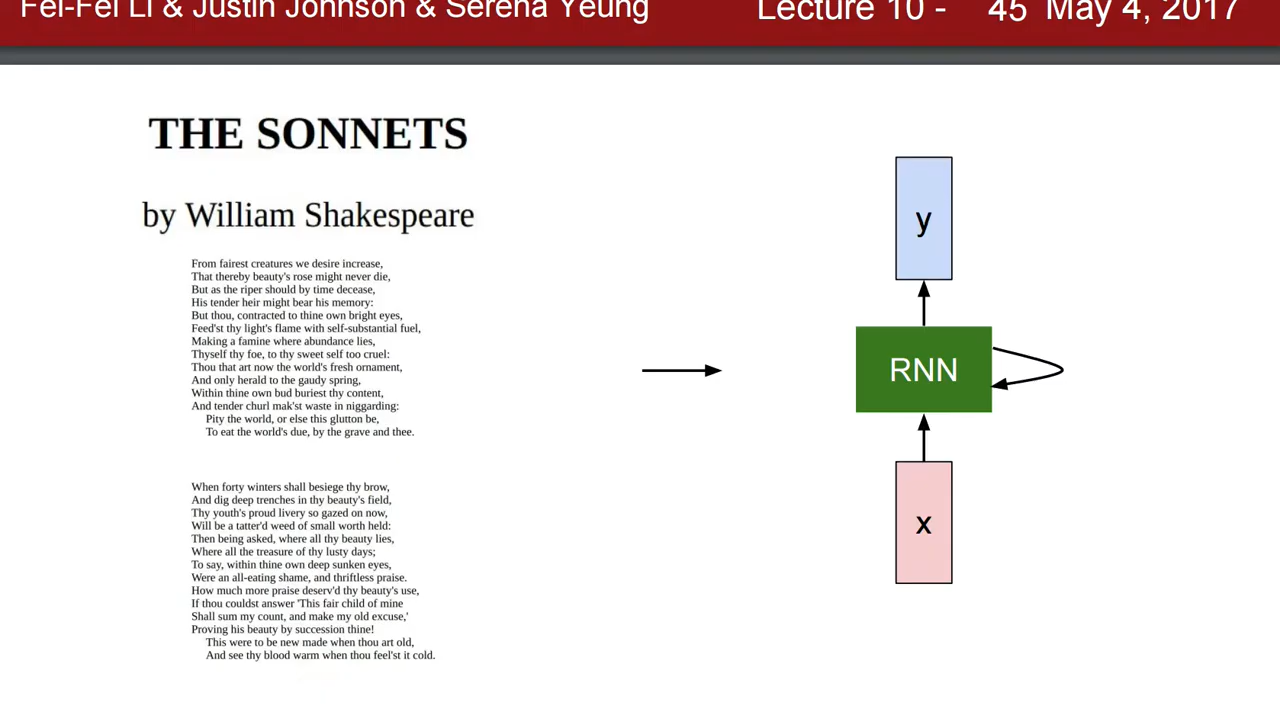 Fei-Fei Li & Justin Johnson & Serena Yeung Lecture 10 - 45 May 4, 2017
THE SONNETS
by William Shakespeare
From fairest creatures we desire increase,
That thereby beauty's rose might never die,
But as the riper should by time decease,
His tender heir might bear his memory:
But thou, contracted to thine own bright eyes,
Feed'st thy light's flame with self-substantial fuel,
Making a famine where abundance lies,
Thyself thy foe, to thy sweet self too cruel:
Thou that art now the world's fresh ornament,
And only herald to the gaudy spring,
Within thine own bud buriest thy content,
And tender churl mak'st waste in niggarding:
Pity the world, or else this glutton be,
To eat the world's due, by the grave and thee.
When forty winters shall besiege thy brow,
And dig deep trenches in thy beauty's field,
Thy youth's proud livery so gazed on now,
Will be a tatter'd weed of small worth held:
Then being asked, where all thy beauty lies,
Where all the treasure of thy lusty days;
To say, within thine own deep sunken eyes,
Were an all-eating shame, and thriftless praise.
How much more praise deserv'd thy beauty's use,
If thou couldst answer 'This fair child of mine
Shall sum my count, and make my old excuse,'
Proving his beauty by succession thine!
This were to be new made when thou art old,
And see thy blood warm when thou feel'st it cold.
y
RNN
x